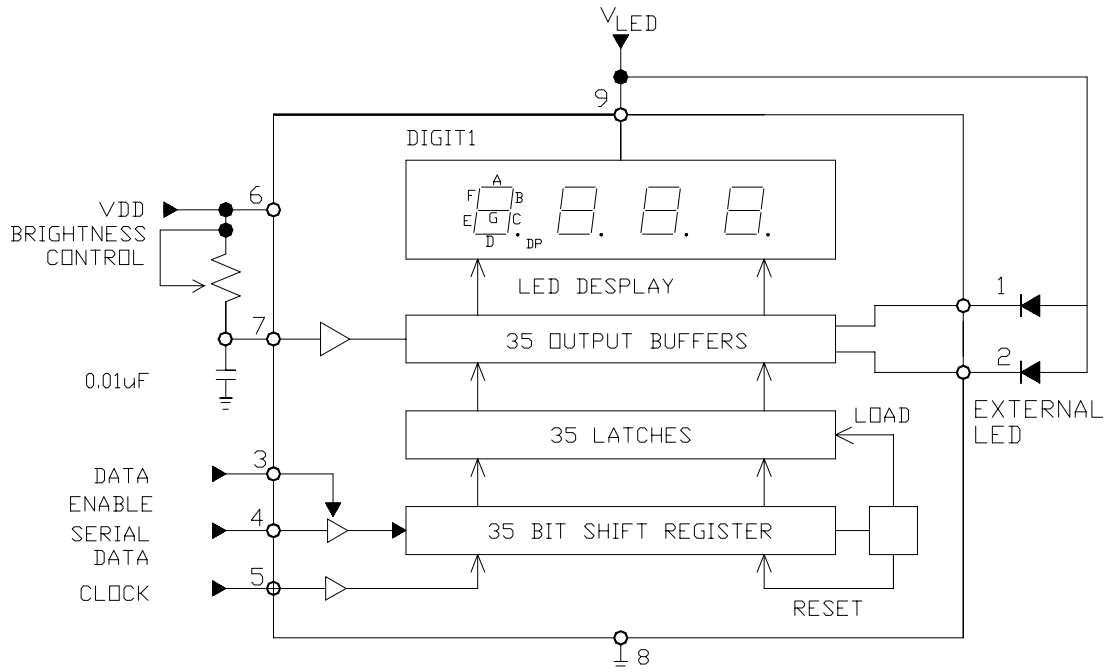 VLED
9
DIGIT1
A
F B
G
E C
D DP
6
VDD
BRIGHTNESS
CONTROL
LED DESPLAY
1
7
35 OUTPUT BUFFERS
2
0.01uF
EXTERNAL
LED
LOAD
35 LATCHES
3
DATA
ENABLE
4
SERIAL
DATA
35 BIT SHIFT REGISTER
5
CLOCK
RESET
8